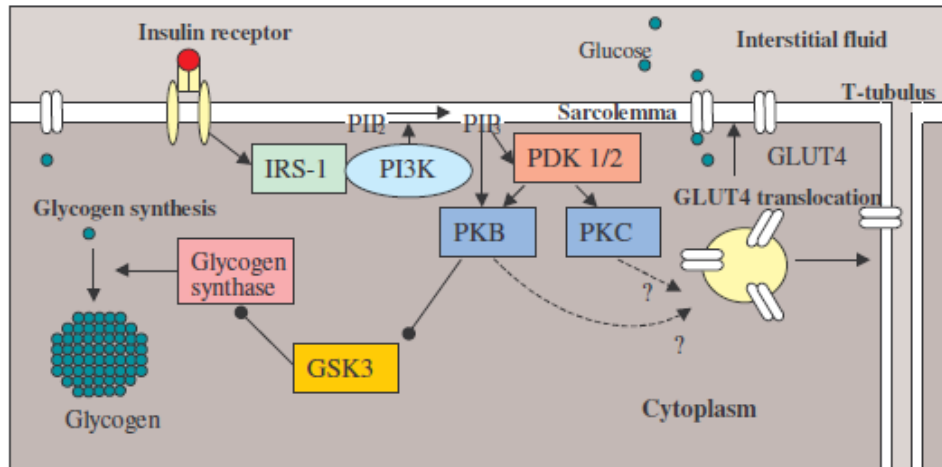 Insulin receptor
Glucose
Interstitial fluid
T-tubulus
Sarcolemma
PIP2
PIP3
IRS-1
PI3K
PDK 1/2
GLUT4
GLUT4 translocation
Glycogen synthesis
PKB
PKC
Glycogen
synthase
?
?
GSK3
Glycogen
Cytoplasm